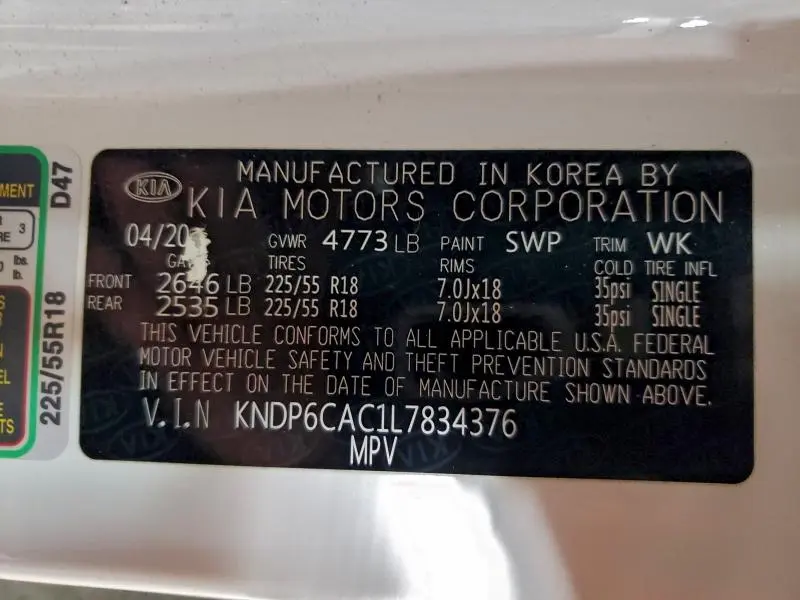 KIA
MANUFACTURED IN KOREA BY
KIA MOTORS CORPORATION
GVWR 4773 LB PAINT SWP TRIM WK
TIRES RIMS COLD TIRE INFL
FRONT 2646 LB 225/55 R18 7.0Jx18 35psi SINGLE
REAR 2535 LB 225/55 R18 7.0Jx18 35psi SINGLE
THIS VEHICLE CONFORMS TO ALL APPLICABLE U.S.A. FEDERAL
MOTOR VEHICLE SAFETY AND THEFT PREVENTION STANDARDS
IN EFFECT ON THE DATE OF MANUFACTURE SHOWN ABOVE.
V.I.N KNDP6CAC1L7834376
MPV
225/55R18 D47
3
lbs.
lb.